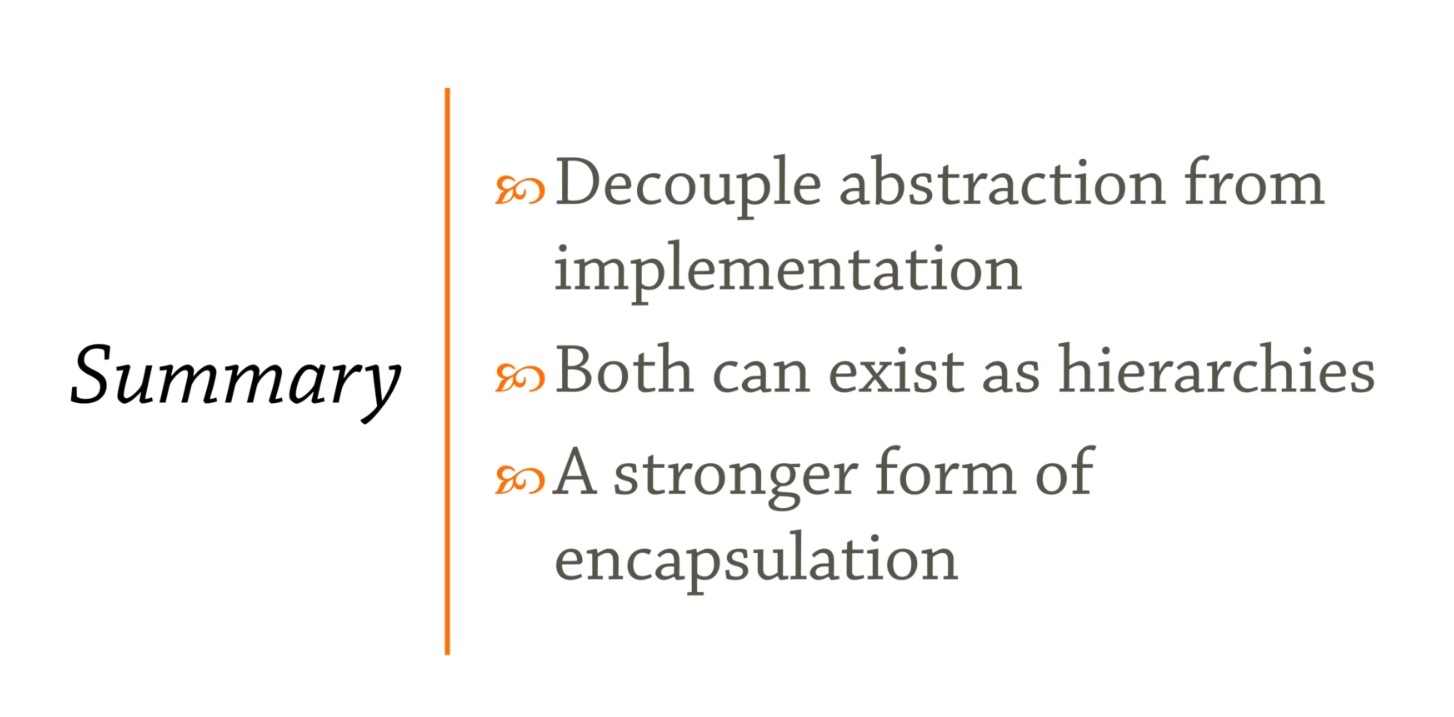 Summary
Decouple abstraction from
implementation
Both can exist as hierarchies
A stronger form of
encapsulation